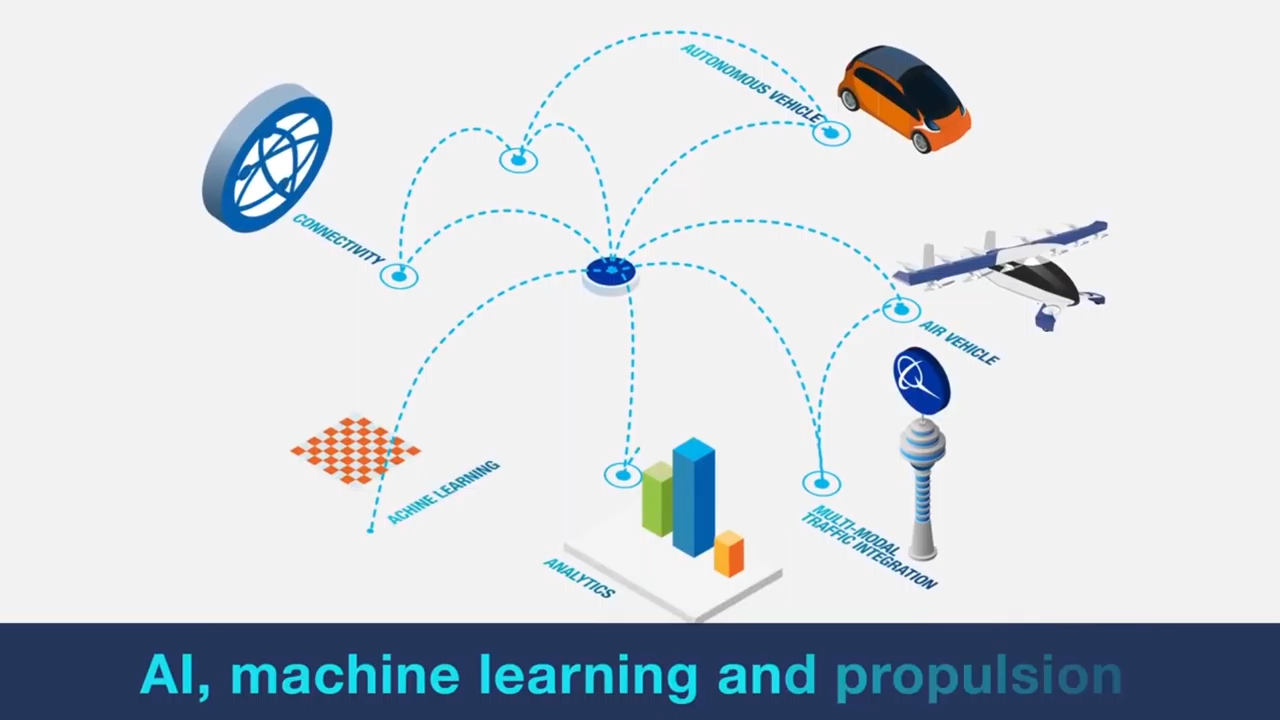 AUTONOMOUS VEHICLE
CONNECTIVITY
AIR VEHICLE
ACHINE LEARNING
MULTI-MODAL
TRAFFIC INTEGRATION
ANALYTICS
AI, machine learning and propulsion